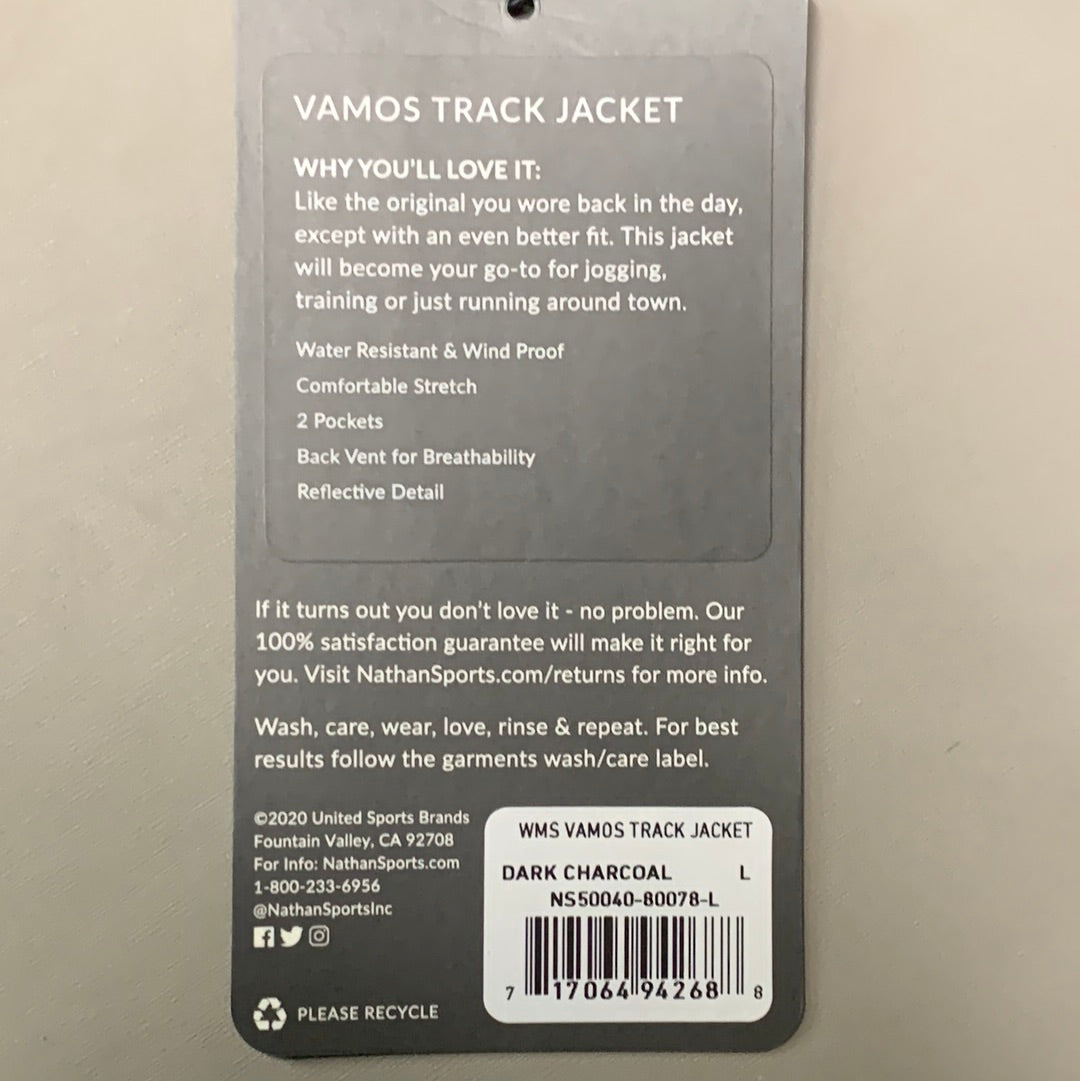 VAMOS TRACK JACKET
WHY YOU'LL LOVE IT:
Like the original you wore back in the day,
except with an even better fit. This jacket
will become your go-to for jogging,
training or just running around town.
Water Resistant & Wind Proof
Comfortable Stretch
2 Pockets
Back Vent for Breathability
Reflective Detail
If it turns out you don't love it - no problem. Our
100% satisfaction guarantee will make it right for
you. Visit NathanSports.com/returns for more info.
Wash, care, wear, love, rinse & repeat. For best
results follow the garments wash/care label.
©2020 United Sports Brands
Fountain Valley, CA 92708
For Info: NathanSports.com
1-800-233-6956
@NathanSportsInc
PLEASE RECYCLE
WMS VAMOS TRACK JACKET
DARK CHARCOAL L
NS50040-80078-L
7 17064 94268 8